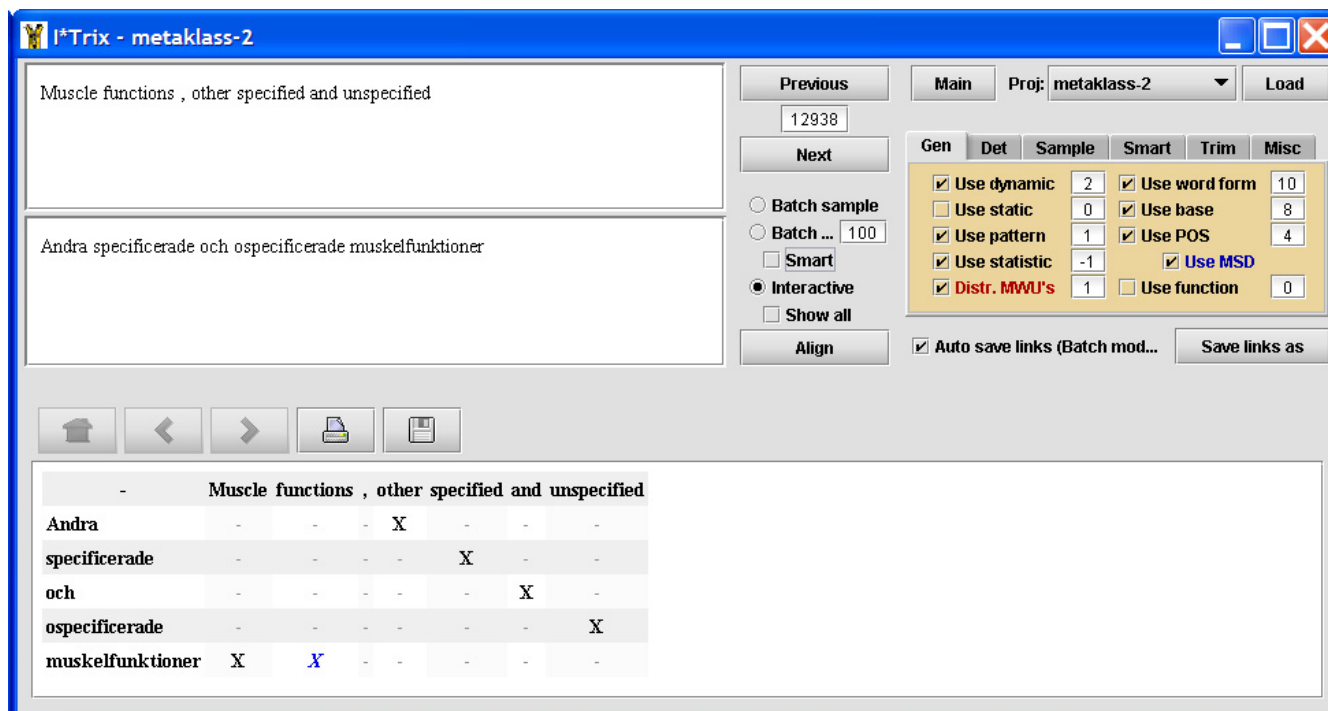 I*Trix - metaklass-2
Muscle functions , other specified and unspecified
Andra specificerade och ospecificerade muskelfunktioner
Previous
12938
Next
Batch sample
Batch ... 100
Smart
Interactive
Show all
Align
Main Proj: metaklass-2 Load
Gen Det Sample Smart Trim Misc
Use dynamic 2 Use word form 10
Use static 0 Use base 8
Use pattern 1 Use POS 4
Use statistic -1 Use MSD
Distr. MWU's 1 Use function 0
Auto save links (Batch mod... Save links as
- Muscle functions , other specified and unspecified
Andra - - - X - - -
specificerade - - - - X - -
och - - - - - X -
ospecificerade - - - - - - X
muskelfunktioner X X - - - - -